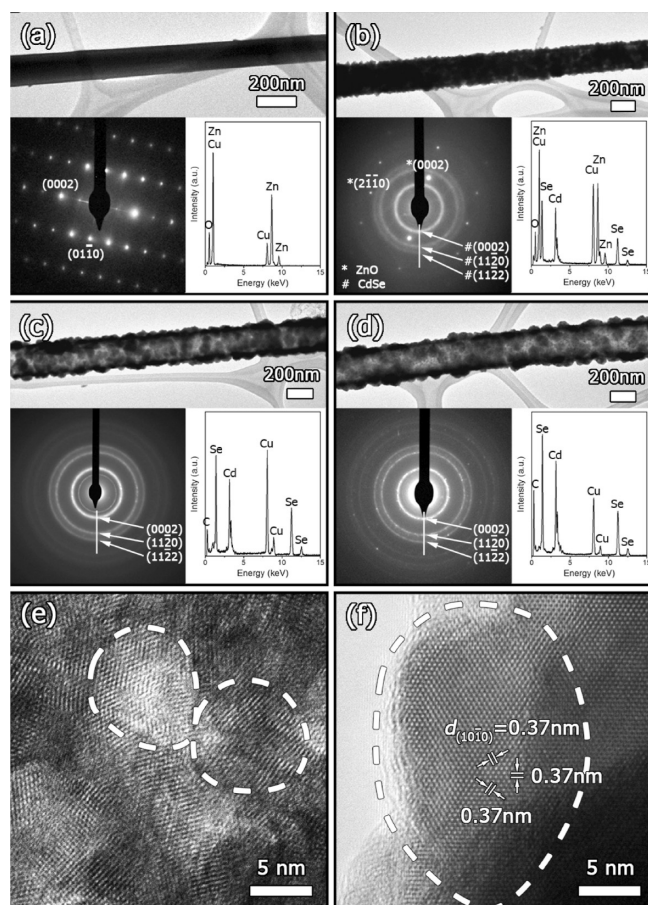 (a)
200nm
(0002)
(011̄0)
Intensity (a.u.)
Zn
Cu
O
Zn
Cu
Zn
0 5 10 15
Energy (keV)
(b)
200nm
*(0002)
*(21̄1̄0)
#(0002)
#(112̄0)
#(112̄2)
* ZnO
# CdSe
Intensity (a.u.)
Zn
Cu
Se
O
Cd
Zn
Cu
Zn
Se
Se
0 5 10 15
Energy (keV)
(c)
200nm
(0002)
(112̄0)
(112̄2)
Intensity (a.u.)
Se
Cd
C
Cu
Cu
Se
Se
0 5 10 15
Energy (keV)
(d)
200nm
(0002)
(112̄0)
(112̄2)
Intensity (a.u.)
Se
C
Cd
Cu
Cu
Se
Se
0 5 10 15
Energy (keV)
(e)
5 nm
(f)
d(101̄0)=0.37nm
0.37nm
0.37nm
5 nm